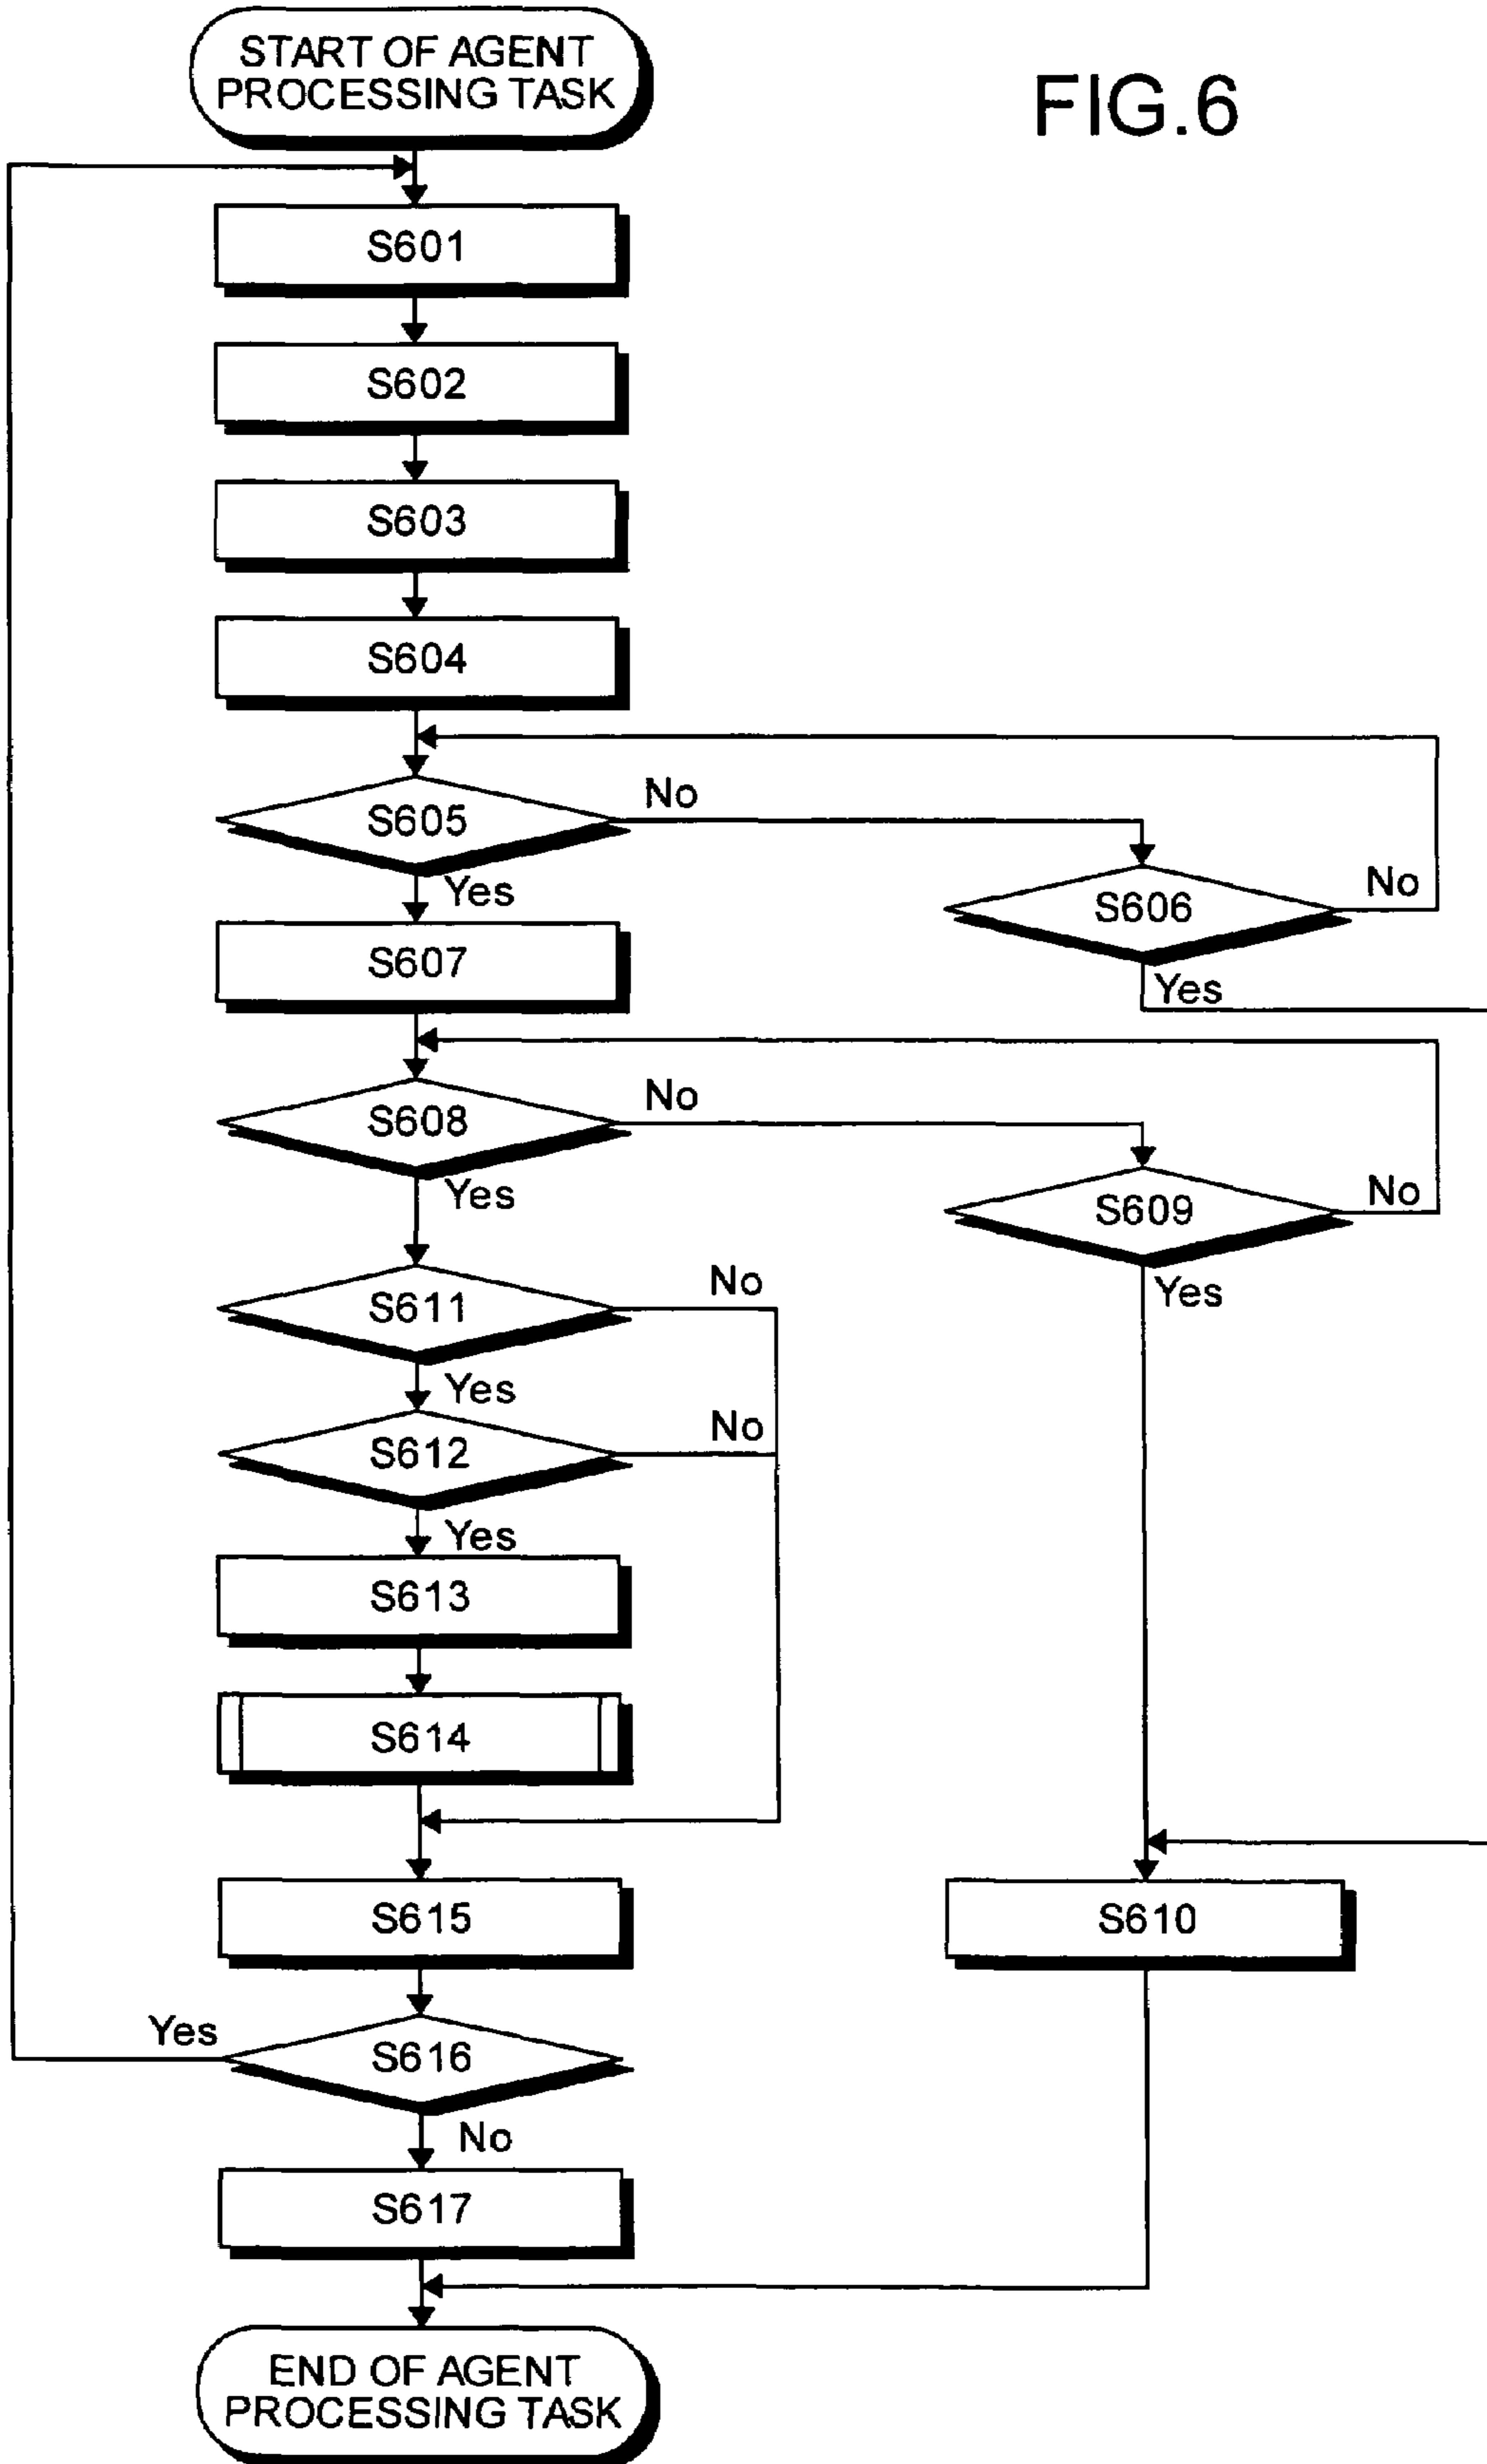 START OF AGENT
PROCESSING TASK
FIG.6
S601
S602
S603
S604
S605
No
Yes
S606
No
Yes
S607
S608
No
Yes
S609
No
Yes
S611
No
Yes
S612
No
Yes
S613
S614
S615
S610
Yes
S616
No
S617
END OF AGENT
PROCESSING TASK